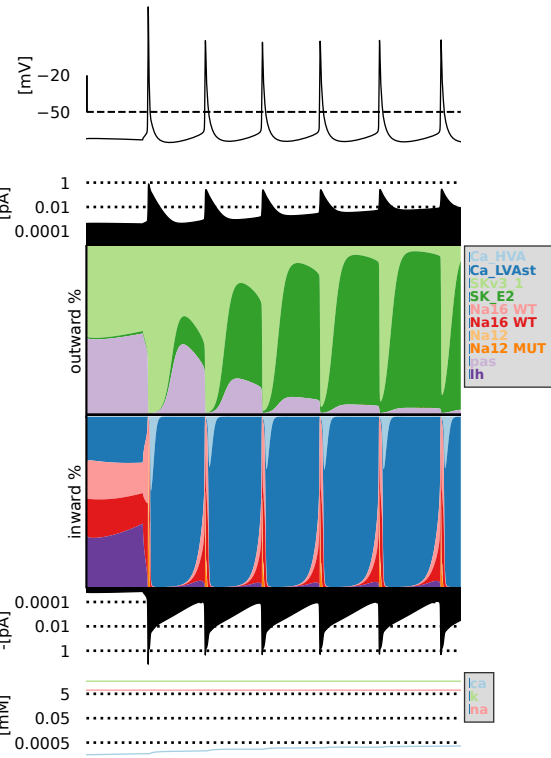 [mV]
−20
−50
[pA]
1
0.01
0.0001
outward %
Ca_HVA
Ca_LVAst
SKv3_1
SK_E2
Na16 WT
Na16 WT
Na12
Na12 MUT
pas
Ih
inward %
-[pA]
0.0001
0.01
1
[mM]
5
0.05
0.0005
ca
k
na